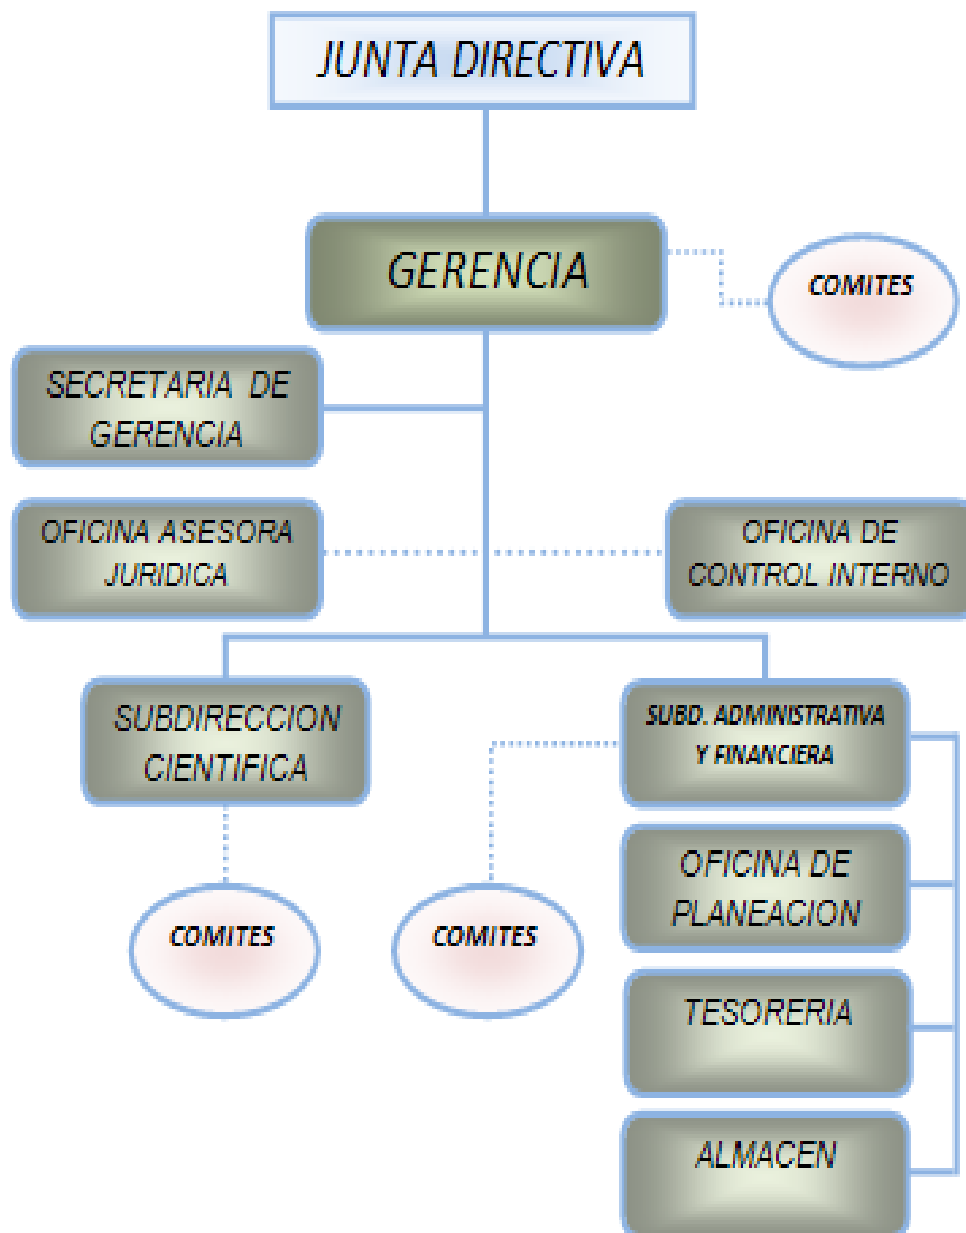 JUNTA DIRECTIVA
GERENCIA
COMITES
SECRETARIA DE
GERENCIA
OFICINA ASESORA
JURIDICA
OFICINA DE
CONTROL INTERNO
SUBDIRECCION
CIENTIFICA
SUBD. ADMINISTRATIVA
Y FINANCIERA
OFICINA DE
PLANEACION
COMITES
COMITES
TESORERIA
ALMACEN